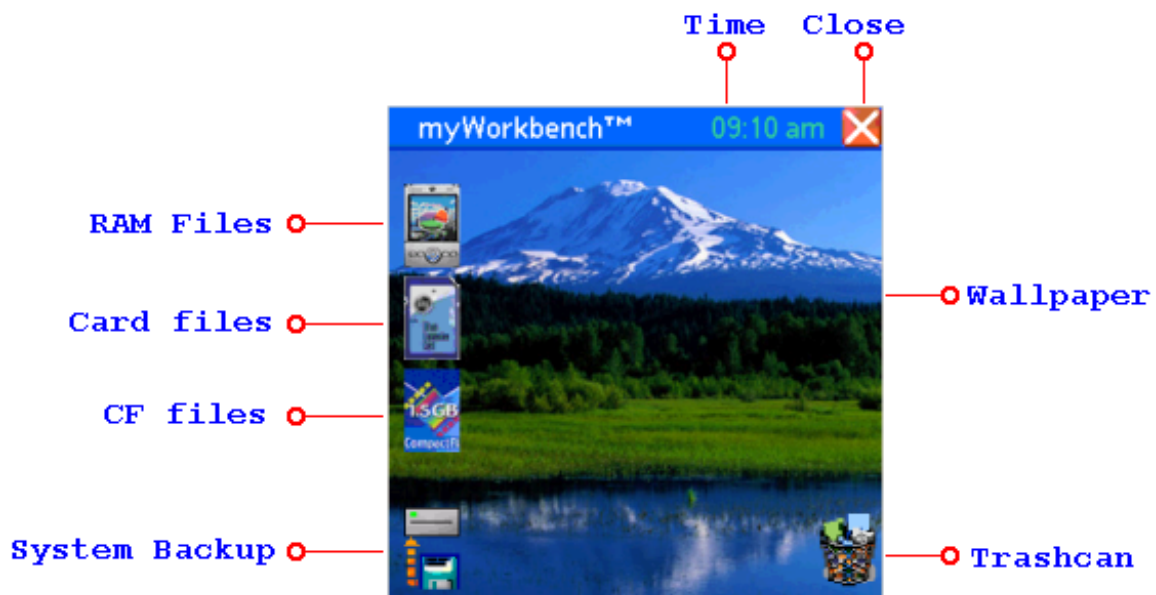 Time Close
myWorkbench™ 09:10 am
RAM Files
Card files
Wallpaper
1.5GB
CF files
CompactFl
System Backup
Trashcan